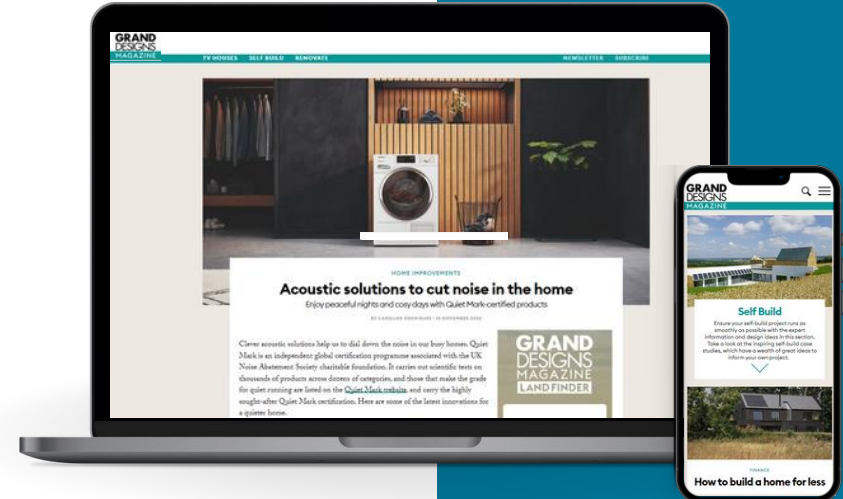 GRAND
DESIGNS
MAGAZINE
TV HOUSES SELF BUILD RENOVATE
NEWSLETTER SUBSCRIBE
HOME IMPROVEMENTS
Acoustic solutions to cut noise in the home
Enjoy peaceful nights and cosy days with Quiet Mark-certified products
Clever acoustic solutions help us to dial down the noise in our busy homes. Quiet
Mark is an independent global certification programme associated with the UK
Noise Abatement Society charitable foundation. It carries out scientific tests on
thousands of products across dozens of categories, and those that make the grade
for quiet running are listed on the Quiet Mark website, and carry the highly
sought-after Quiet Mark certification. Here are some of the latest innovations for
a quieter home.
GRAND
DESIGNS
MAGAZINE
LAND FINDER
GRAND
DESIGNS
MAGAZINE
Self Build
Ensure your self-build project runs as
smoothly as possible with the expert
information and design ideas in this section.
Take a look at the inspiring self-build case
studies, which have a wealth of great ideas to
inform your own project.
FINANCE
How to build a home for less